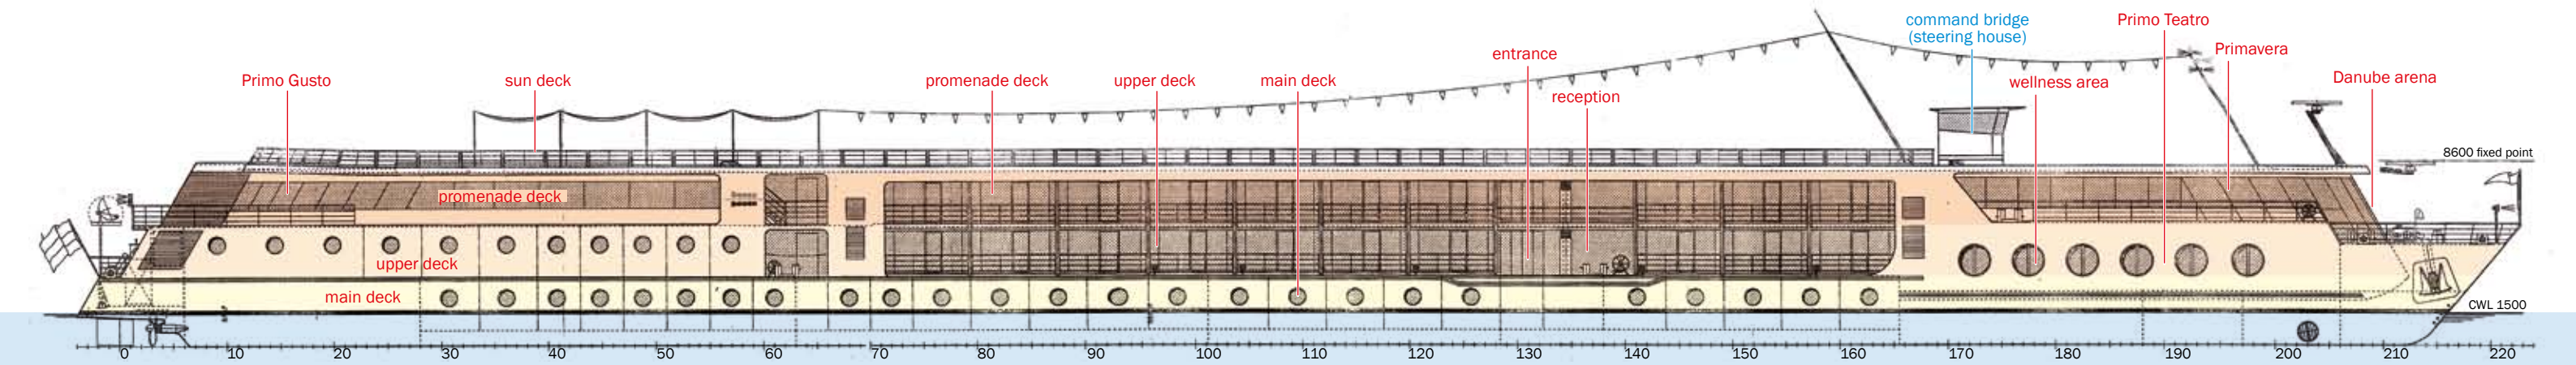 command bridge
(steering house)
Primo Teatro
Primavera
entrance
Primo Gusto
sun deck
promenade deck
upper deck
main deck
reception
wellness area
Danube arena
8600 fixed point
promenade deck
upper deck
main deck
CWL 1500
0 10 20 30 40 50 60 70 80 90 100 110 120 130 140 150 160 170 180 190 200 210 220